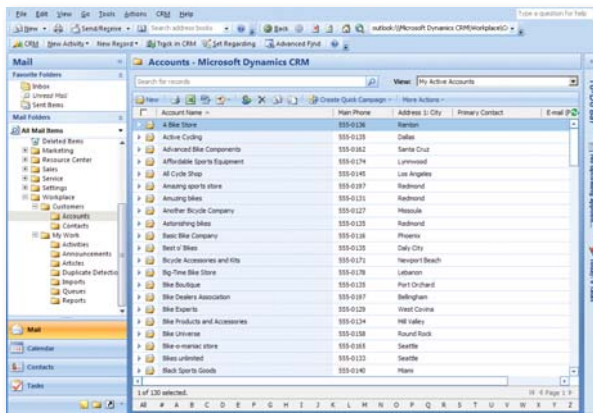 File Edit View Go Tools Actions CRM Help
Type a question for help
New Send/Receive Search address books Back outlook:\\Microsoft Dynamics CRM\Workplace\C
CRM New Activity New Record Track in CRM Set Regarding Advanced Find
Mail
Accounts - Microsoft Dynamics CRM
Favorite Folders
Inbox
Unread Mail
Sent Items
Search for records
View: My Active Accounts
Mail Folders
All Mail Items
Deleted Items
Marketing
Resource Center
Sales
Service
Settings
Workplace
Customers
Accounts
Contacts
My Work
Activities
Announcements
Articles
Duplicate Detectio
Imports
Queues
Reports
Mail
Calendar
Contacts
Tasks
New Create Quick Campaign More Actions
Account Name Main Phone Address 1: City Primary Contact E-mail (P
A Bike Store 555-0136 Renton
Active Cycling 555-0135 Dallas
Advanced Bike Components 555-0162 Santa Cruz
Affordable Sports Equipment 555-0174 Lynnwood
All Cycle Shop 555-0145 Los Angeles
Amazing sports store 555-0187 Redmond
Amazing bikes 555-0131 Redmond
Another Bicycle Company 555-0127 Missoula
Astonishing bikes 555-0135 Redmond
Basic Bike Company 555-0116 Phoenix
Best o' Bikes 555-0135 Daly City
Bicycle Accessories and Kits 555-0171 Newport Beach
Big-Time Bike Store 555-0178 Lebanon
Bike Boutique 555-0135 Port Orchard
Bike Dealers Association 555-0197 Bellingham
Bike Experts 555-0129 West Covina
Bike Products and Accessories 555-0134 Mill Valley
Bike Universe 555-0158 Round Rock
Bike-o-maniac store 555-0165 Seattle
Bikes unlimited 555-0133 Seattle
Black Sports Goods 555-0140 Miami
1 of 130 selected. Page 1
All # A B C D E F G H I J K L M N O P Q R S T U V W X Y Z